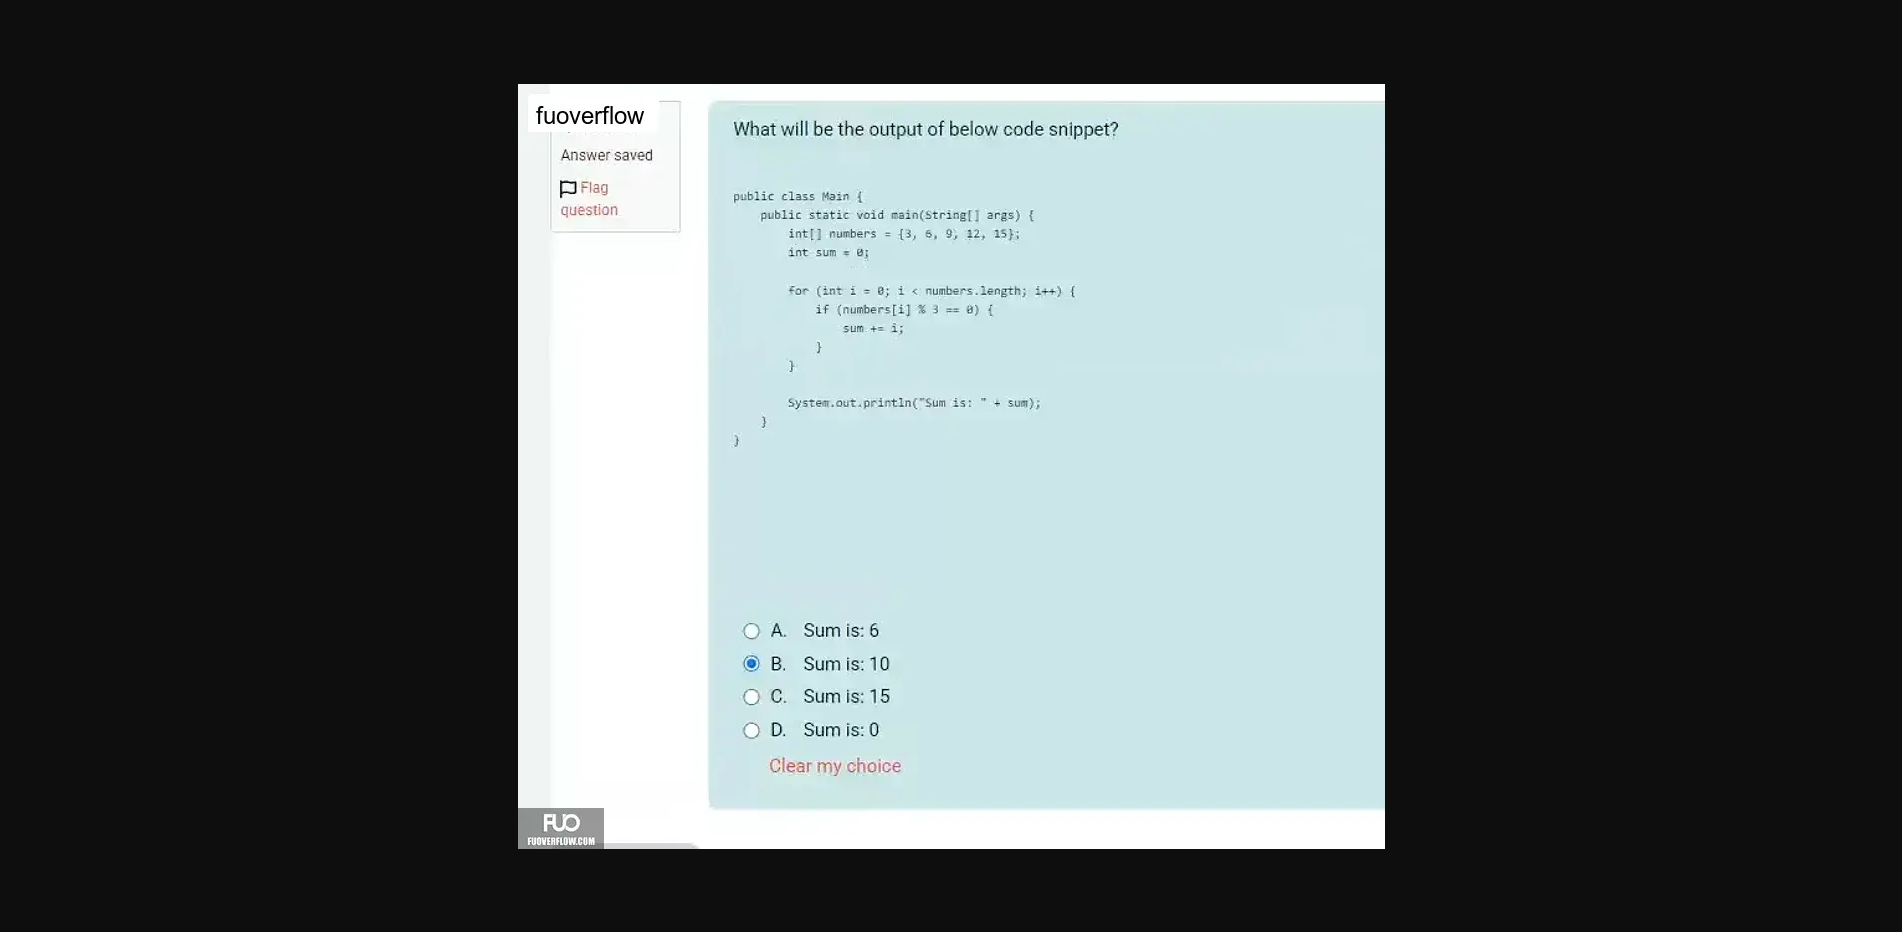 fuoverflow
Answer saved
Flag
question
What will be the output of below code snippet?
public class Main {
    public static void main(String[] args) {
        int[] numbers = {3, 6, 9, 12, 15};
        int sum = 0;
        for (int i = 0; i < numbers.length; i++) {
            if (numbers[i] % 3 == 0) {
                sum += i;
            }
        }
        System.out.println("Sum is: " + sum);
    }
}
A. Sum is: 6
B. Sum is: 10
C. Sum is: 15
D. Sum is: 0
Clear my choice
FUO
FUOVERFLOW.COM